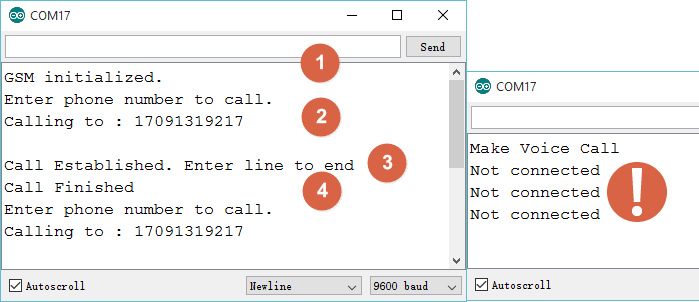 COM17
Send
1
GSM initialized.
Enter phone number to call.
2
Calling to : 17091319217
Call Established. Enter line to end
3
Call Finished
4
Enter phone number to call.
Calling to : 17091319217
Autoscroll
Newline
9600 baud
COM17
Make Voice Call
Not connected
Not connected
Not connected
!
Autoscroll